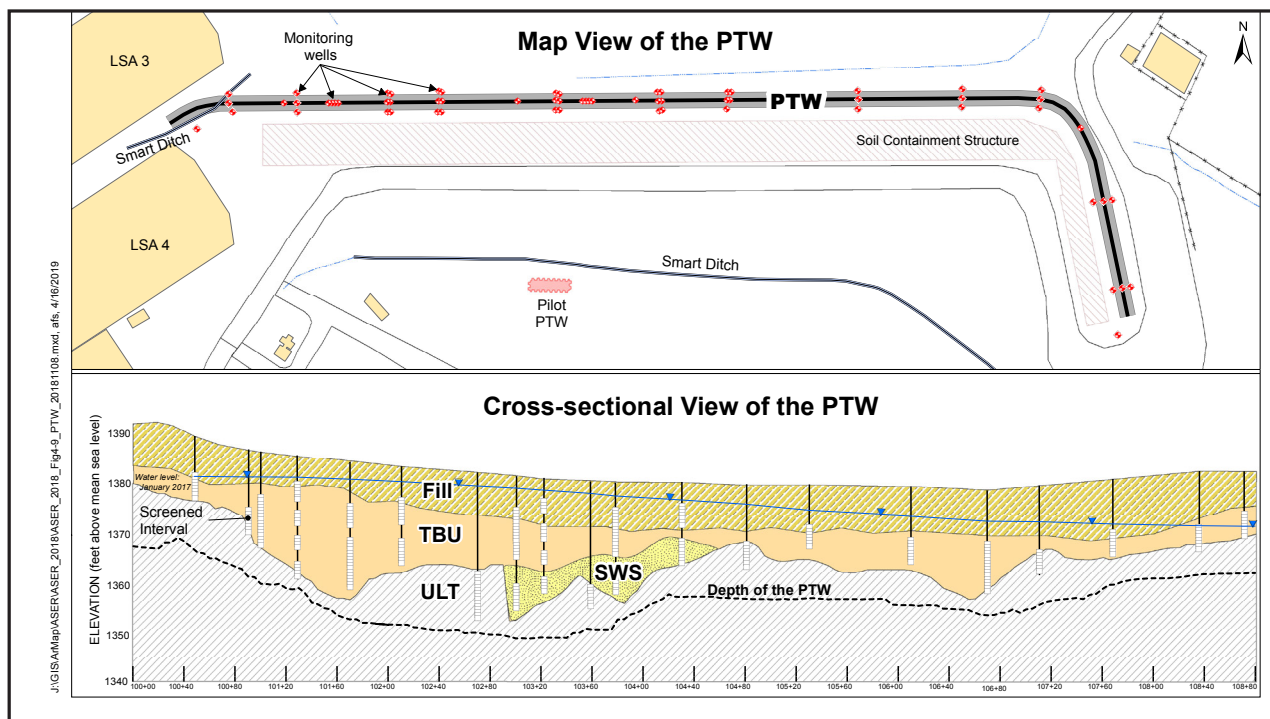 Map View of the PTW
N
LSA 3
Monitoring
wells
PTW
Smart Ditch
Soil Containment Structure
LSA 4
Smart Ditch
Pilot
PTW
J:\GIS\ArMap\ASER\ASER_2018\ASER_2018_Fig4-9_PTW_20181108.mxd, afs, 4/16/2019
Cross-sectional View of the PTW
ELEVATION (feet above mean sea level)
1390
1380
1370
1360
1350
1340
Water level:
January 2017
Screened
Interval
Fill
TBU
SWS
ULT
Depth of the PTW
100+00 100+40 100+80 101+20 101+60 102+00 102+40 102+80 103+20 103+60 104+00 104+40 104+80 105+20 105+60 106+00 106+40 106+80 107+20 107+60 108+00 108+40 108+80